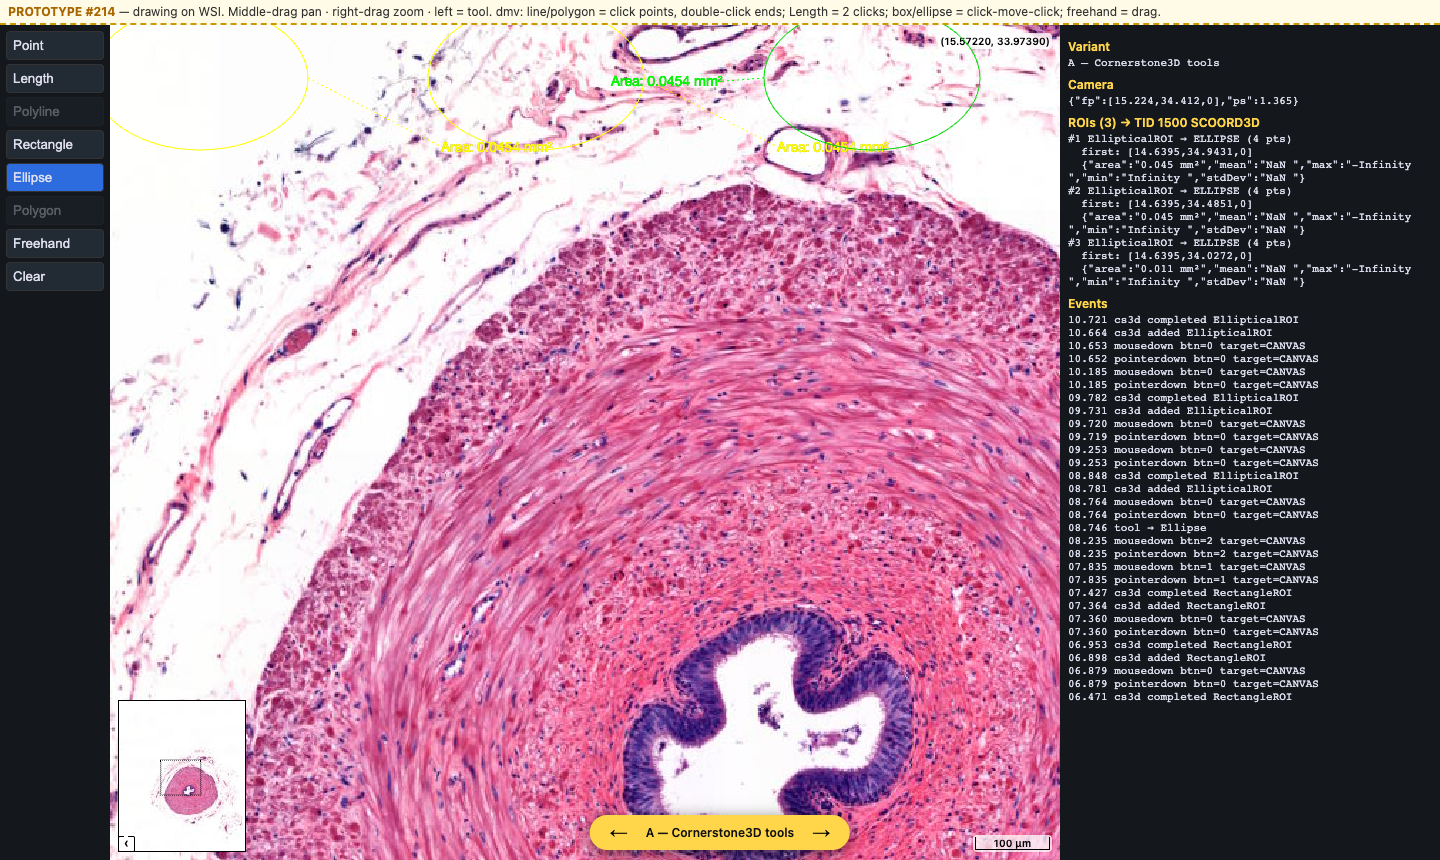 PROTOTYPE #214 — drawing on WSI. Middle-drag pan · right-drag zoom · left = tool. dmv: line/polygon = click points, double-click ends; Length = 2 clicks; box/ellipse = click-move-click; freehand = drag.
Point
Length
Polyline
Rectangle
Ellipse
Polygon
Freehand
Clear
(15.57220, 33.97390)
Area: 0.0454 mm²
Area: 0.0454 mm²
Area: 0.0454 mm²
‹
← A — Cornerstone3D tools →
100 µm
Variant
A — Cornerstone3D tools
Camera
{"fp":[15.224,34.412,0],"ps":1.365}
ROIs (3) → TID 1500 SCOORD3D
#1 EllipticalROI → ELLIPSE (4 pts)
first: [14.6395,34.9431,0]
{"area":"0.045 mm²","mean":"NaN ","max":"-Infinity
","min":"Infinity ","stdDev":"NaN "}
#2 EllipticalROI → ELLIPSE (4 pts)
first: [14.6395,34.4851,0]
{"area":"0.045 mm²","mean":"NaN ","max":"-Infinity
","min":"Infinity ","stdDev":"NaN "}
#3 EllipticalROI → ELLIPSE (4 pts)
first: [14.6395,34.0272,0]
{"area":"0.011 mm²","mean":"NaN ","max":"-Infinity
","min":"Infinity ","stdDev":"NaN "}
Events
10.721 cs3d completed EllipticalROI
10.664 cs3d added EllipticalROI
10.653 mousedown btn=0 target=CANVAS
10.652 pointerdown btn=0 target=CANVAS
10.185 mousedown btn=0 target=CANVAS
10.185 pointerdown btn=0 target=CANVAS
09.782 cs3d completed EllipticalROI
09.731 cs3d added EllipticalROI
09.720 mousedown btn=0 target=CANVAS
09.719 pointerdown btn=0 target=CANVAS
09.253 mousedown btn=0 target=CANVAS
09.253 pointerdown btn=0 target=CANVAS
08.848 cs3d completed EllipticalROI
08.781 cs3d added EllipticalROI
08.764 mousedown btn=0 target=CANVAS
08.764 pointerdown btn=0 target=CANVAS
08.746 tool → Ellipse
08.235 mousedown btn=2 target=CANVAS
08.235 pointerdown btn=2 target=CANVAS
07.835 mousedown btn=1 target=CANVAS
07.835 pointerdown btn=1 target=CANVAS
07.427 cs3d completed RectangleROI
07.364 cs3d added RectangleROI
07.360 mousedown btn=0 target=CANVAS
07.360 pointerdown btn=0 target=CANVAS
06.953 cs3d completed RectangleROI
06.898 cs3d added RectangleROI
06.879 mousedown btn=0 target=CANVAS
06.879 pointerdown btn=0 target=CANVAS
06.471 cs3d completed RectangleROI